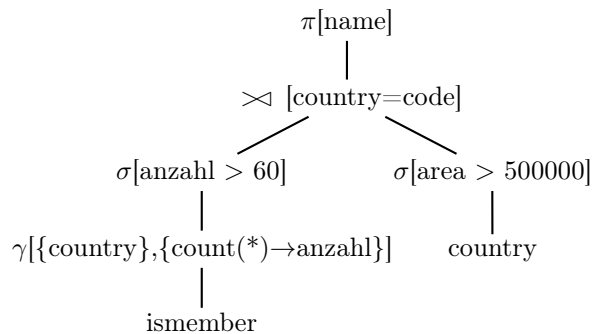 π[name]
⋊ [country=code]
σ[anzahl > 60] σ[area > 500000]
γ[{country},{count(*)→anzahl}] country
ismember